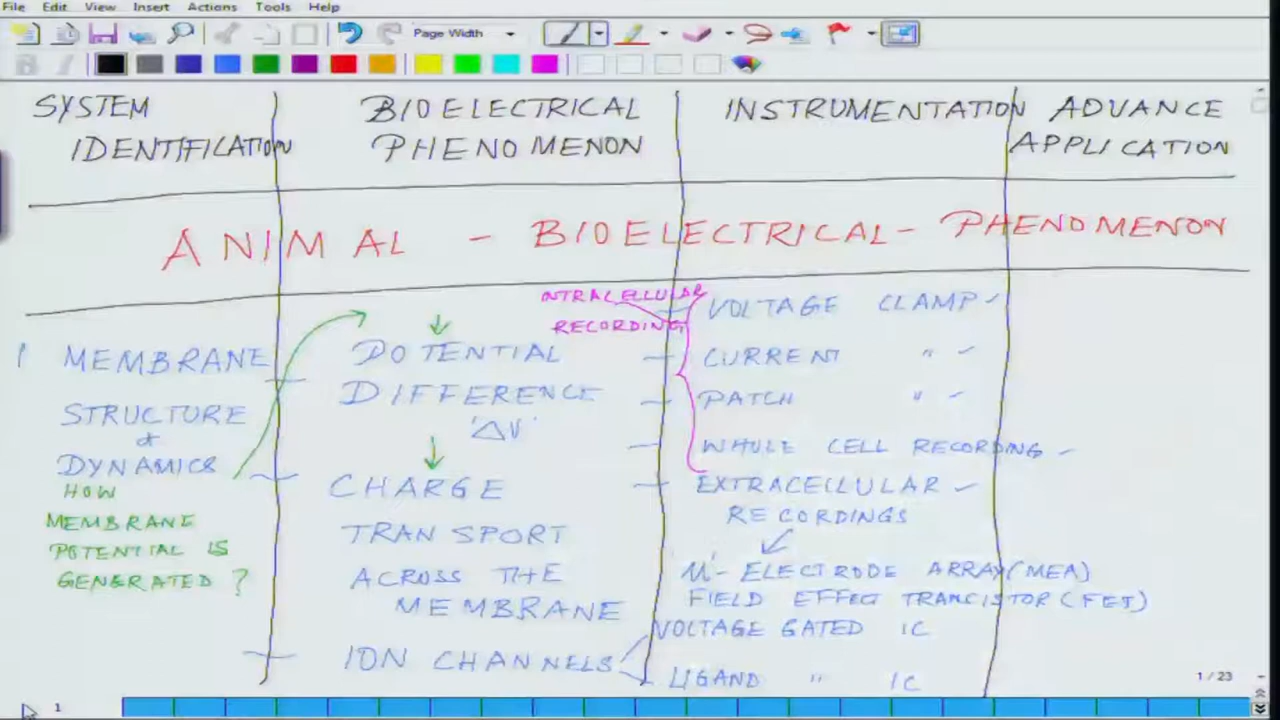 File Edit View Insert Actions Tools Help
Page Width
SYSTEM IDENTIFICATION
BIOELECTRICAL PHENOMENON
INSTRUMENTATION
ADVANCE APPLICATION
ANIMAL - BIOELECTRICAL - PHENOMENON
1 MEMBRANE
STRUCTURE
&
DYNAMICS
HOW
MEMBRANE
POTENTIAL IS
GENERATED ?
POTENTIAL
DIFFERENCE
'ΔV'
CHARGE
TRANSPORT
ACROSS THE
MEMBRANE
ION CHANNELS
INTRACELLULAR
RECORDING
VOLTAGE CLAMP
CURRENT "
PATCH "
WHOLE CELL RECORDING
EXTRACELLULAR
RECORDINGS
M'- ELECTRODE ARRAY (MEA)
FIELD EFFECT TRANCISTOR (FET)
VOLTAGE GATED IC
LIGAND " IC
1 / 23
1